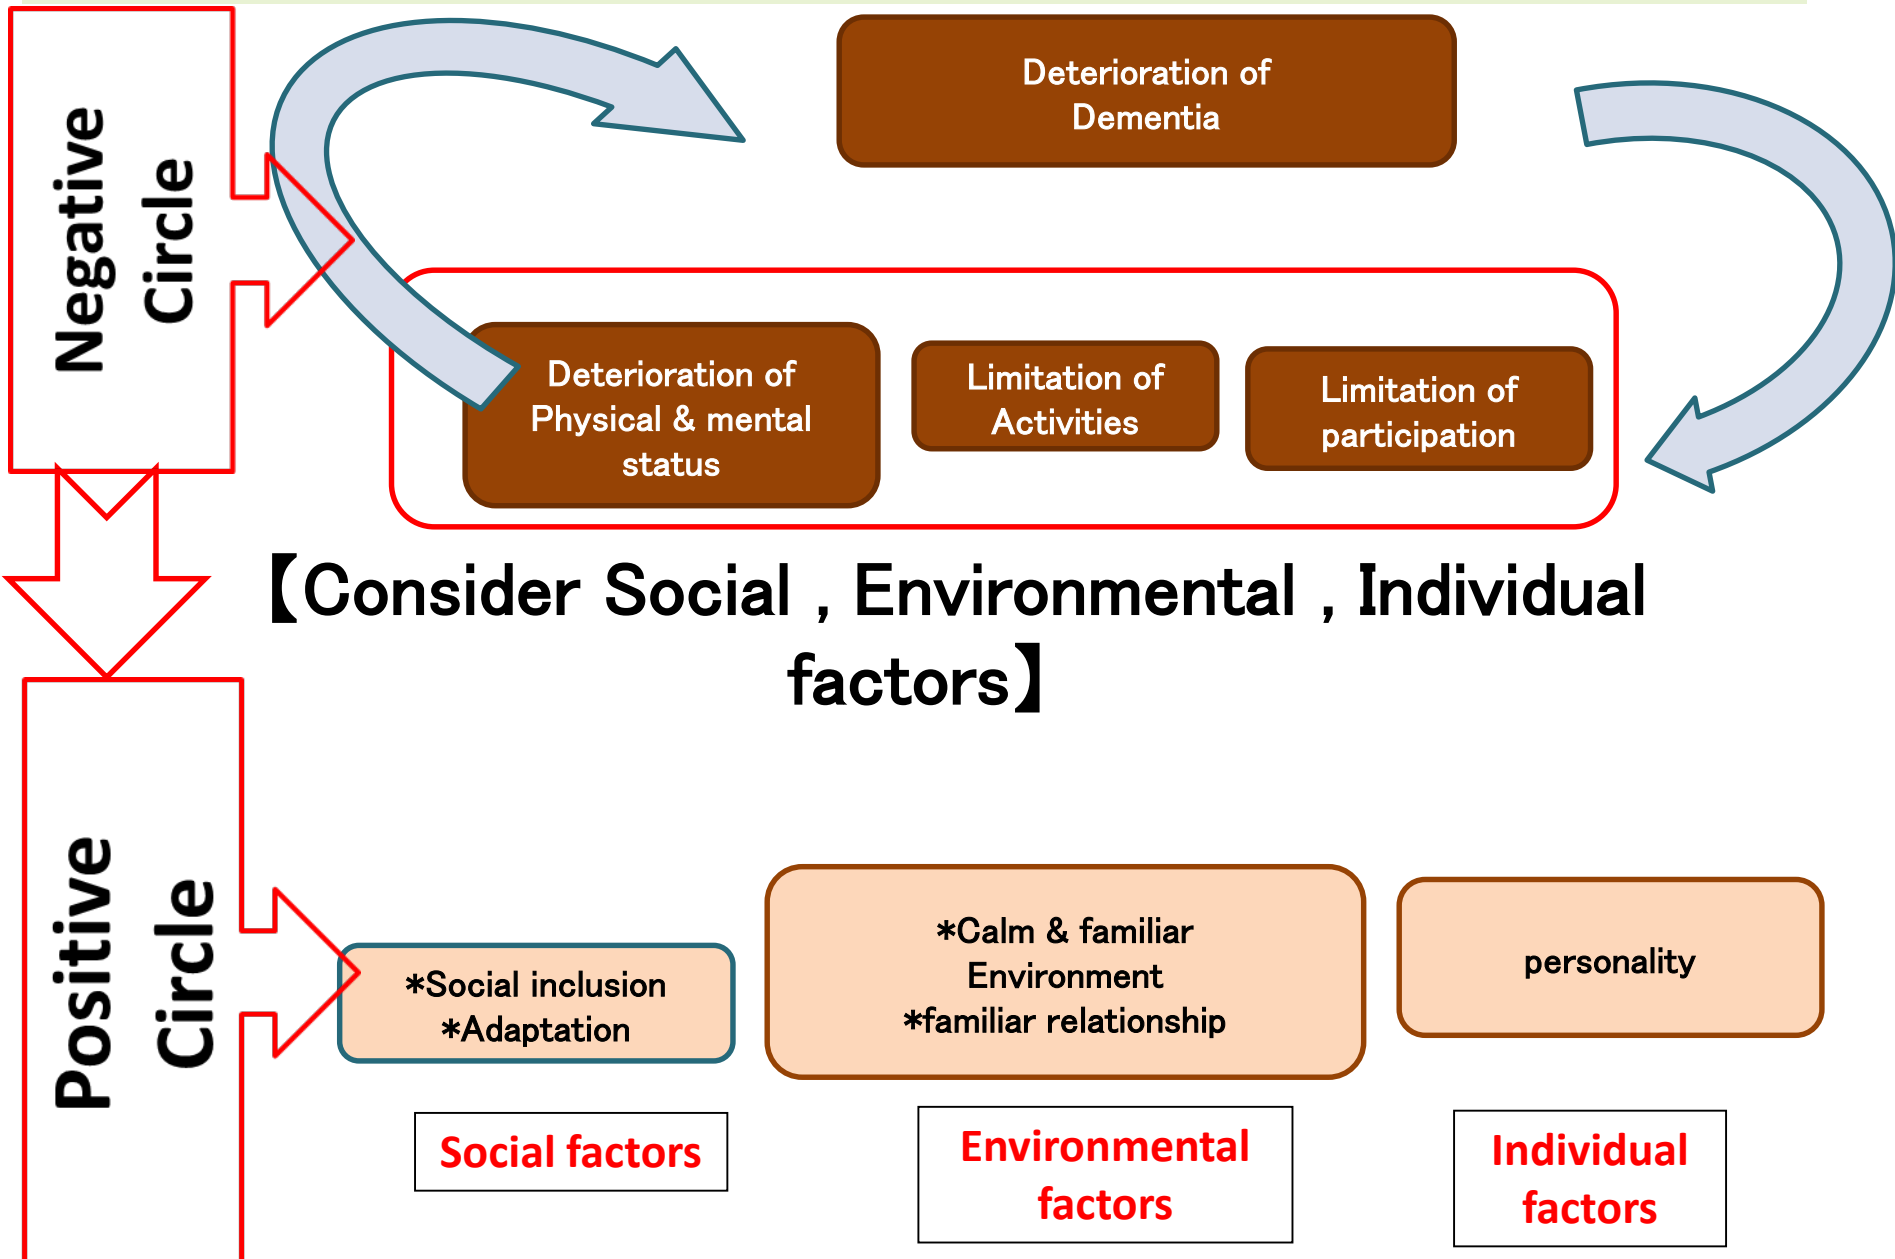 Negative
Circle
Deterioration of
Dementia
Deterioration of
Physical & mental
status
Limitation of
Activities
Limitation of
participation
【Consider Social , Environmental , Individual
factors】
Positive
Circle
*Social inclusion
*Adaptation
*Calm & familiar
Environment
*familiar relationship
personality
Social factors
Environmental
factors
Individual
factors